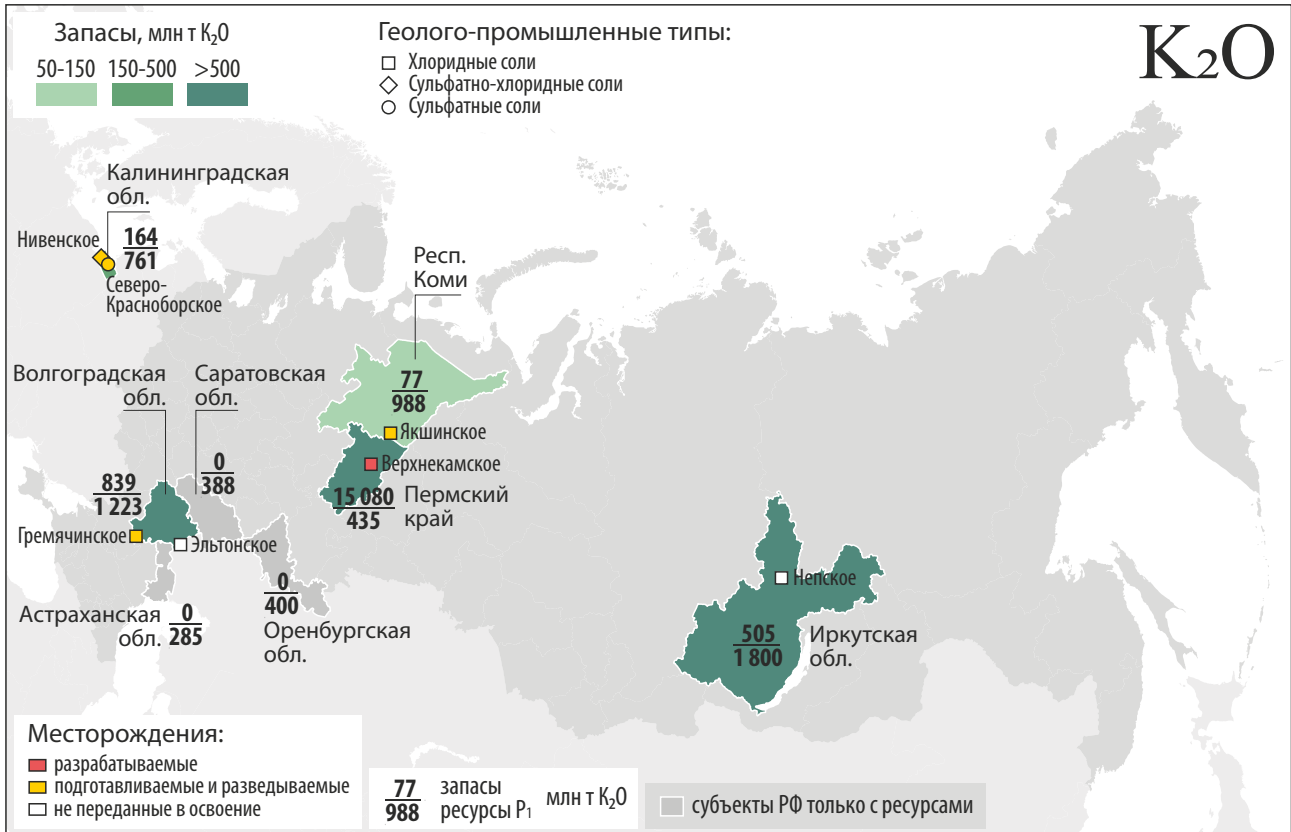 Запасы, млн т K₂O
50-150 150-500 >500
Геолого-промышленные типы:
Хлоридные соли
Сульфатно-хлоридные соли
Сульфатные соли
K₂O
Калининградская
обл.
Нивенское
164
761
Северо-
Красноборское
Респ.
Коми
77
988
Якшинское
Верхнекамское
15 080
435
Пермский
край
Волгоградская
обл.
Саратовская
обл.
0
388
839
1 223
Гремячинское
Эльтонское
Астраханская
обл.
0
285
0
400
Оренбургская
обл.
Непское
505
1 800
Иркутская
обл.
Месторождения:
разрабатываемые
подготавливаемые и разведываемые
не переданные в освоение
77
988
запасы
ресурсы P₁
млн т K₂O
субъекты РФ только с ресурсами